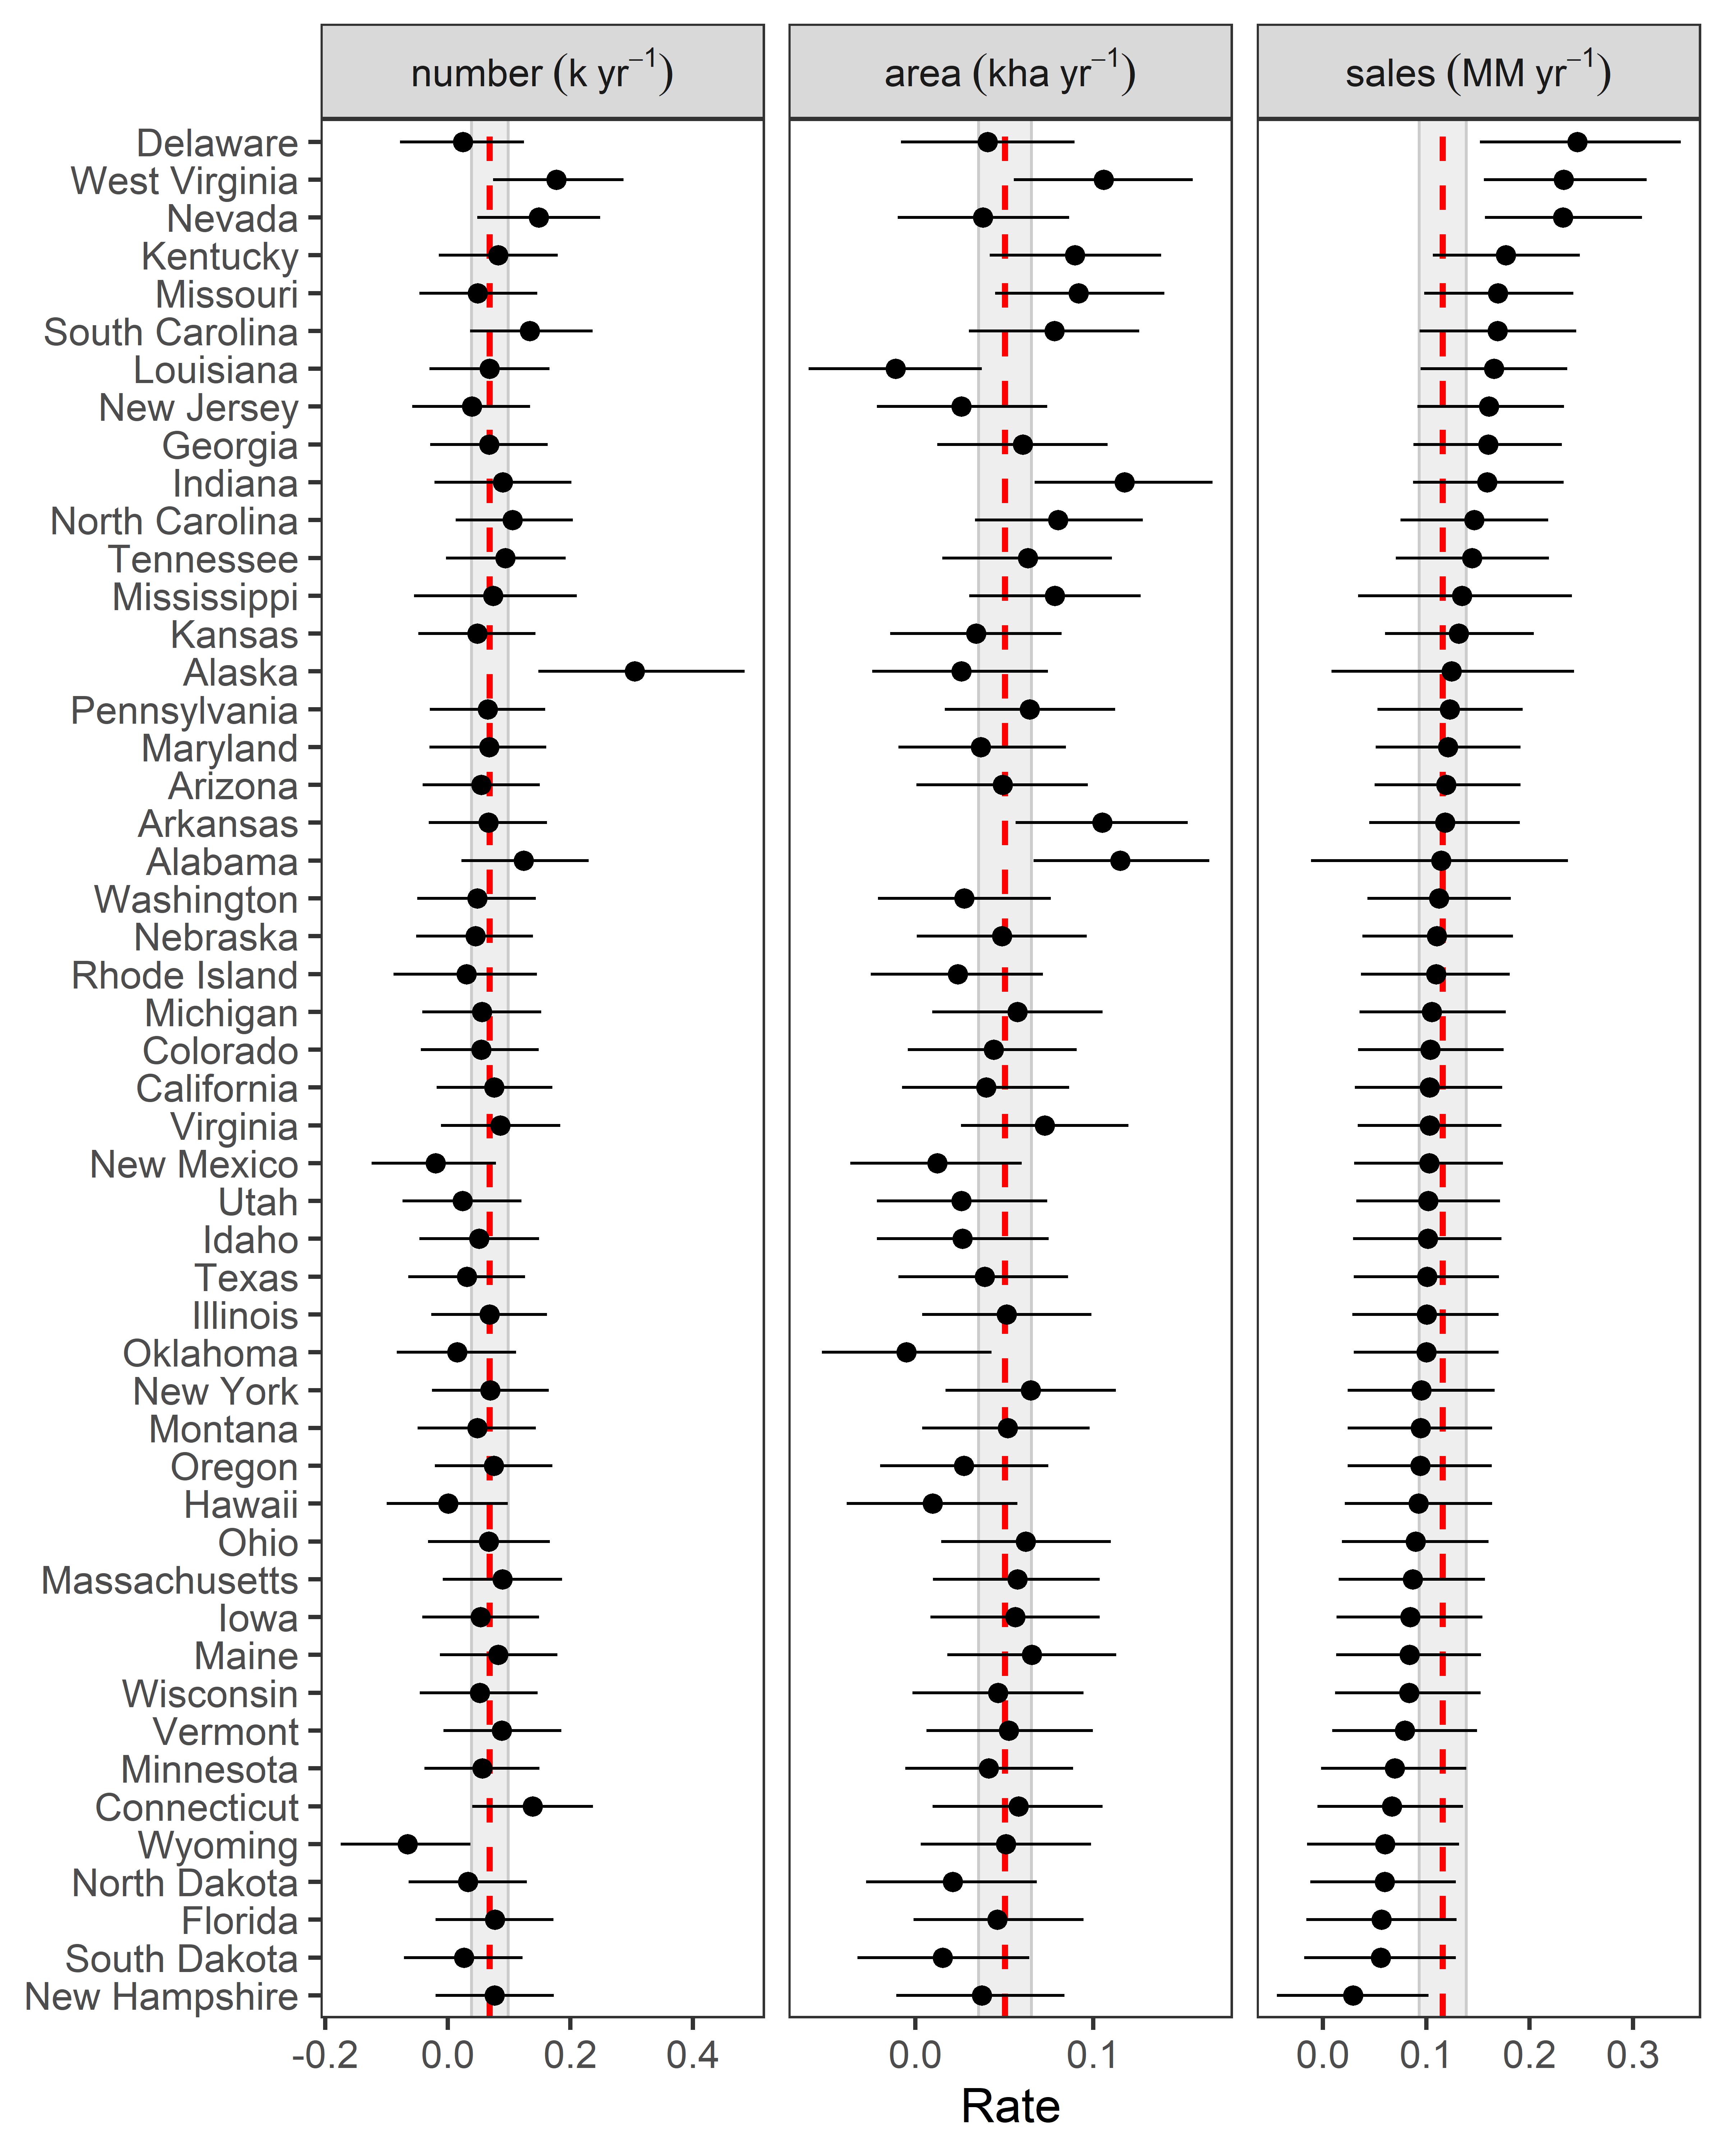 number (k yr⁻¹) area (kha yr⁻¹) sales (MM yr⁻¹)
Delaware
West Virginia
Nevada
Kentucky
Missouri
South Carolina
Louisiana
New Jersey
Georgia
Indiana
North Carolina
Tennessee
Mississippi
Kansas
Alaska
Pennsylvania
Maryland
Arizona
Arkansas
Alabama
Washington
Nebraska
Rhode Island
Michigan
Colorado
California
Virginia
New Mexico
Utah
Idaho
Texas
Illinois
Oklahoma
New York
Montana
Oregon
Hawaii
Ohio
Massachusetts
Iowa
Maine
Wisconsin
Vermont
Minnesota
Connecticut
Wyoming
North Dakota
Florida
South Dakota
New Hampshire
-0.2 0.0 0.2 0.4 0.0 0.1 0.0 0.1 0.2 0.3
Rate